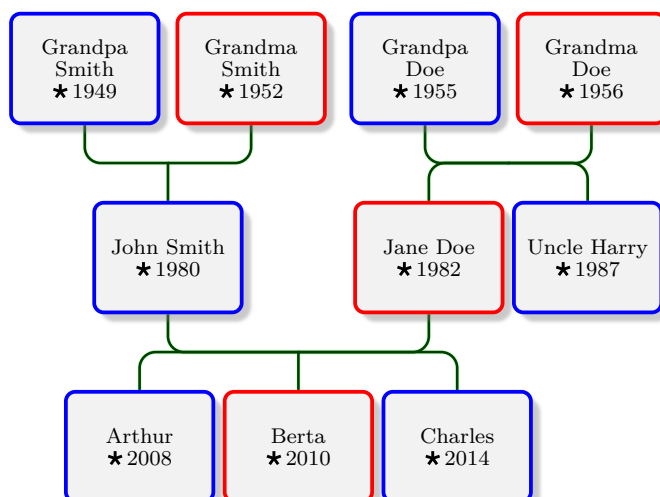 Grandpa
Smith
★1949
Grandma
Smith
★1952
Grandpa
Doe
★1955
Grandma
Doe
★1956
John Smith
★1980
Jane Doe
★1982
Uncle Harry
★1987
Arthur
★2008
Berta
★2010
Charles
★2014